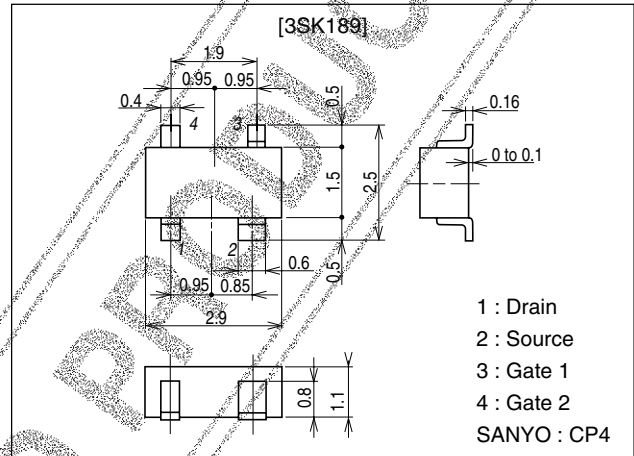 [3SK189]
1.9
0.95 0.95
0.4
4
3
0.5
1.5
2.5
0.5
0.16
0 to 0.1
1
2
0.6
0.95 0.85
2.9
0.8
1.1
1 : Drain
2 : Source
3 : Gate 1
4 : Gate 2
SANYO : CP4